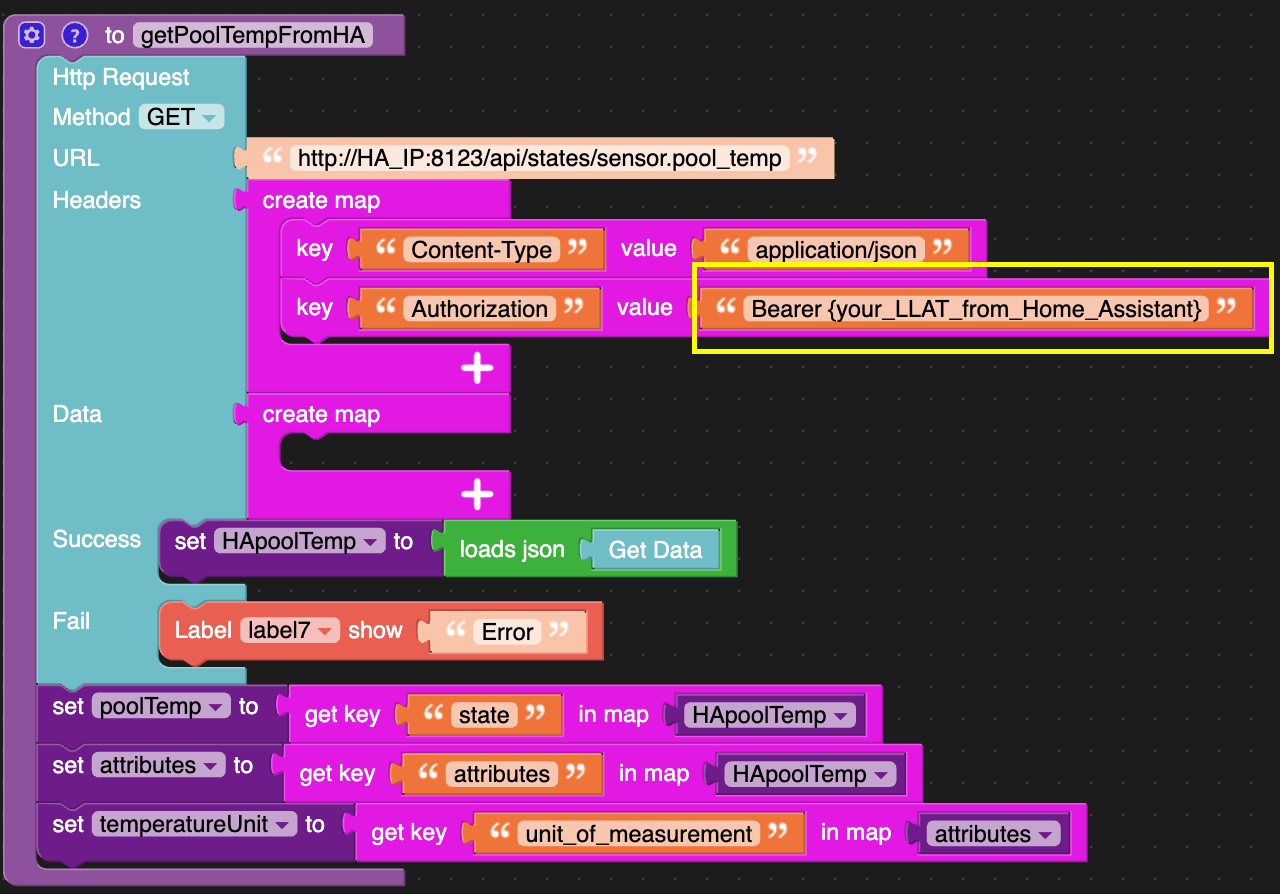 ? to getPoolTempFromHA
Http Request
Method GET
URL “ http://HA_IP:8123/api/states/sensor.pool_temp ”
Headers create map
key “ Content-Type ” value “ application/json ”
key “ Authorization ” value “ Bearer {your_LLAT_from_Home_Assistant} ”
+
Data create map
+
Success set HApoolTemp to loads json Get Data
Fail Label label7 show “ Error ”
set poolTemp to get key “ state ” in map HApoolTemp
set attributes to get key “ attributes ” in map HApoolTemp
set temperatureUnit to get key “ unit_of_measurement ” in map attributes